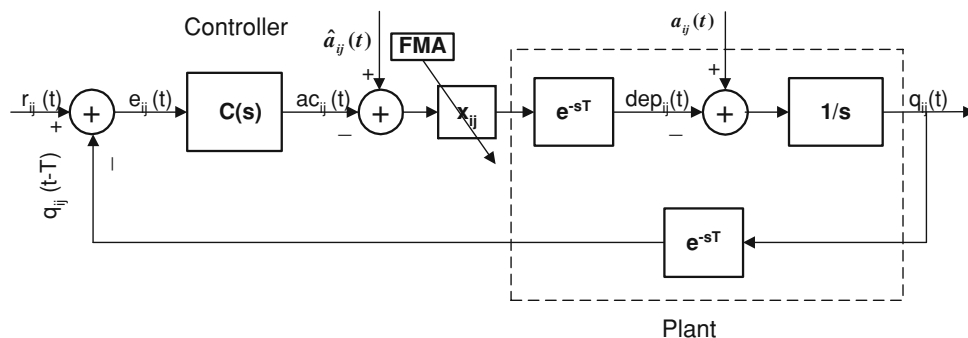 Controller
â_ij(t)
FMA
a_ij(t)
+
+
r_ij(t)
+
+
−
e_ij(t)
C(s)
ac_ij(t)
−
+
x_ij
e^-sT
dep_ij(t)
−
+
1/s
q_ij(t)
q_ij (t-T)
e^-sT
Plant